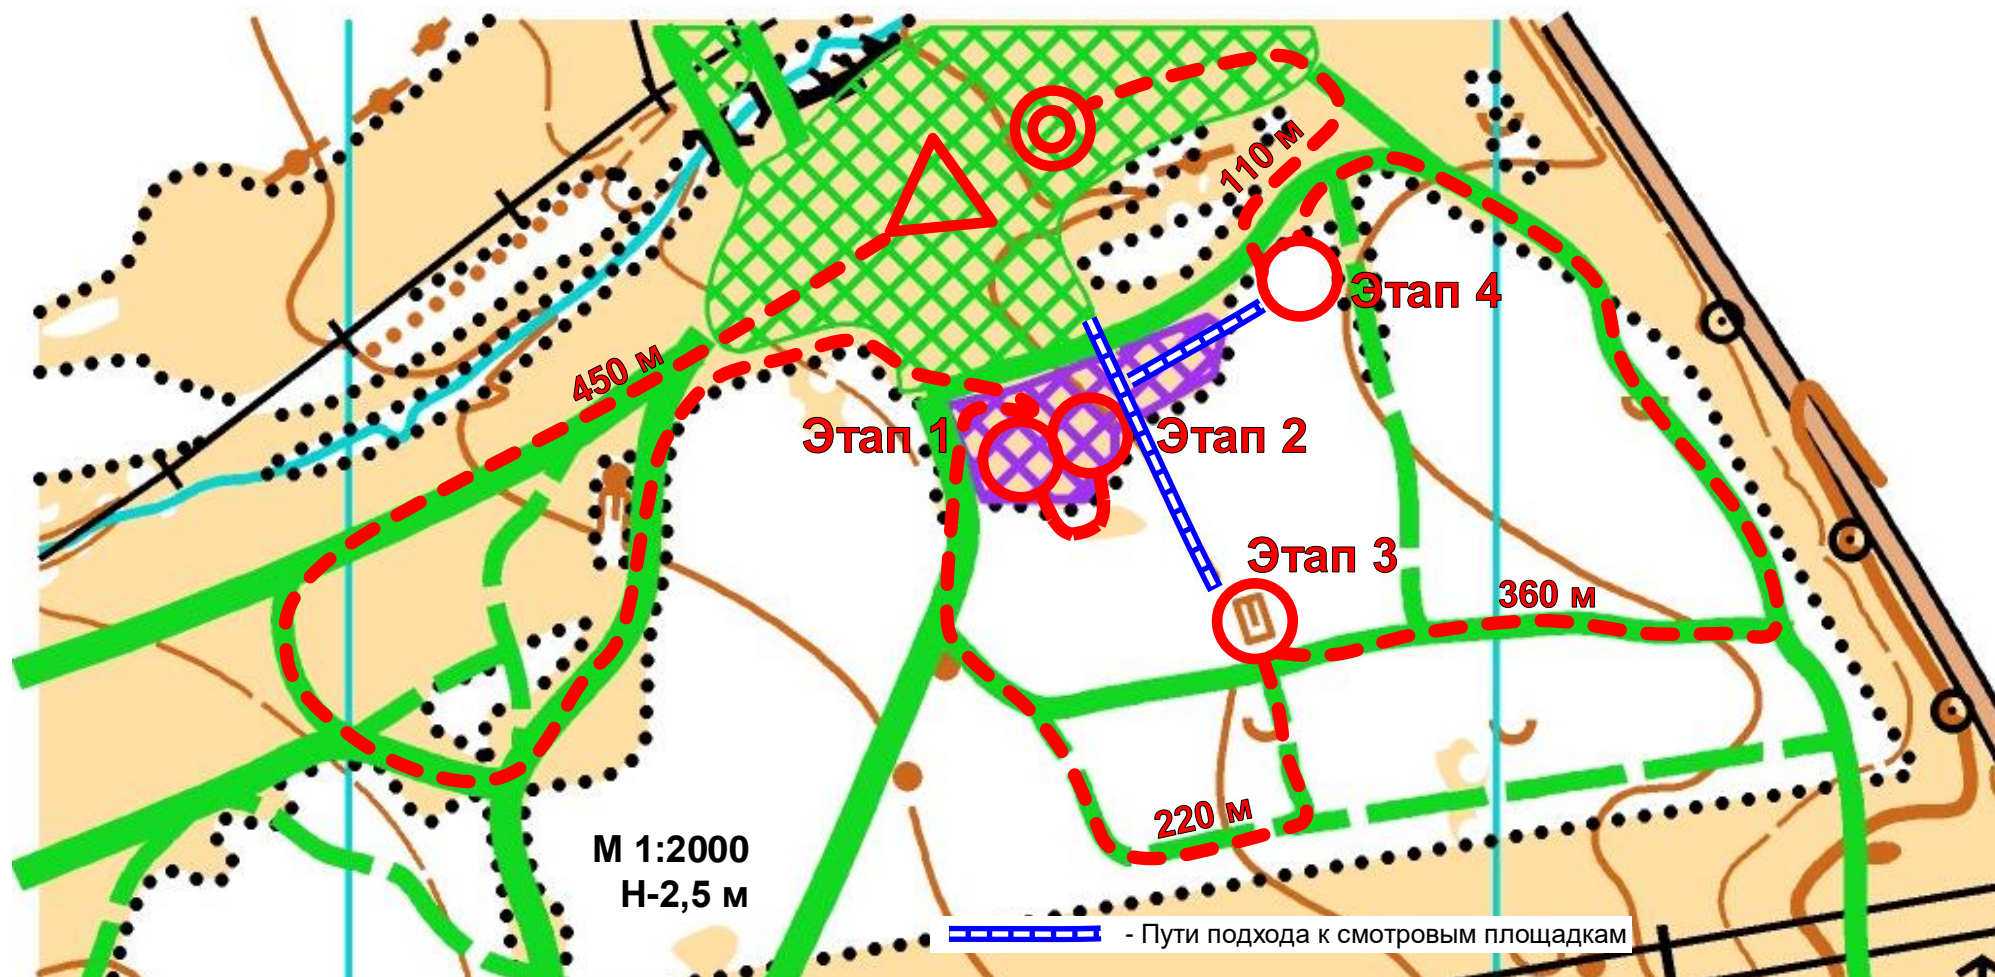 110 м
Этап 4
450 м
Этап 1
Этап 2
Этап 3
360 м
220 м
М 1:2000
Н-2,5 м
- Пути подхода к смотровым площадкам